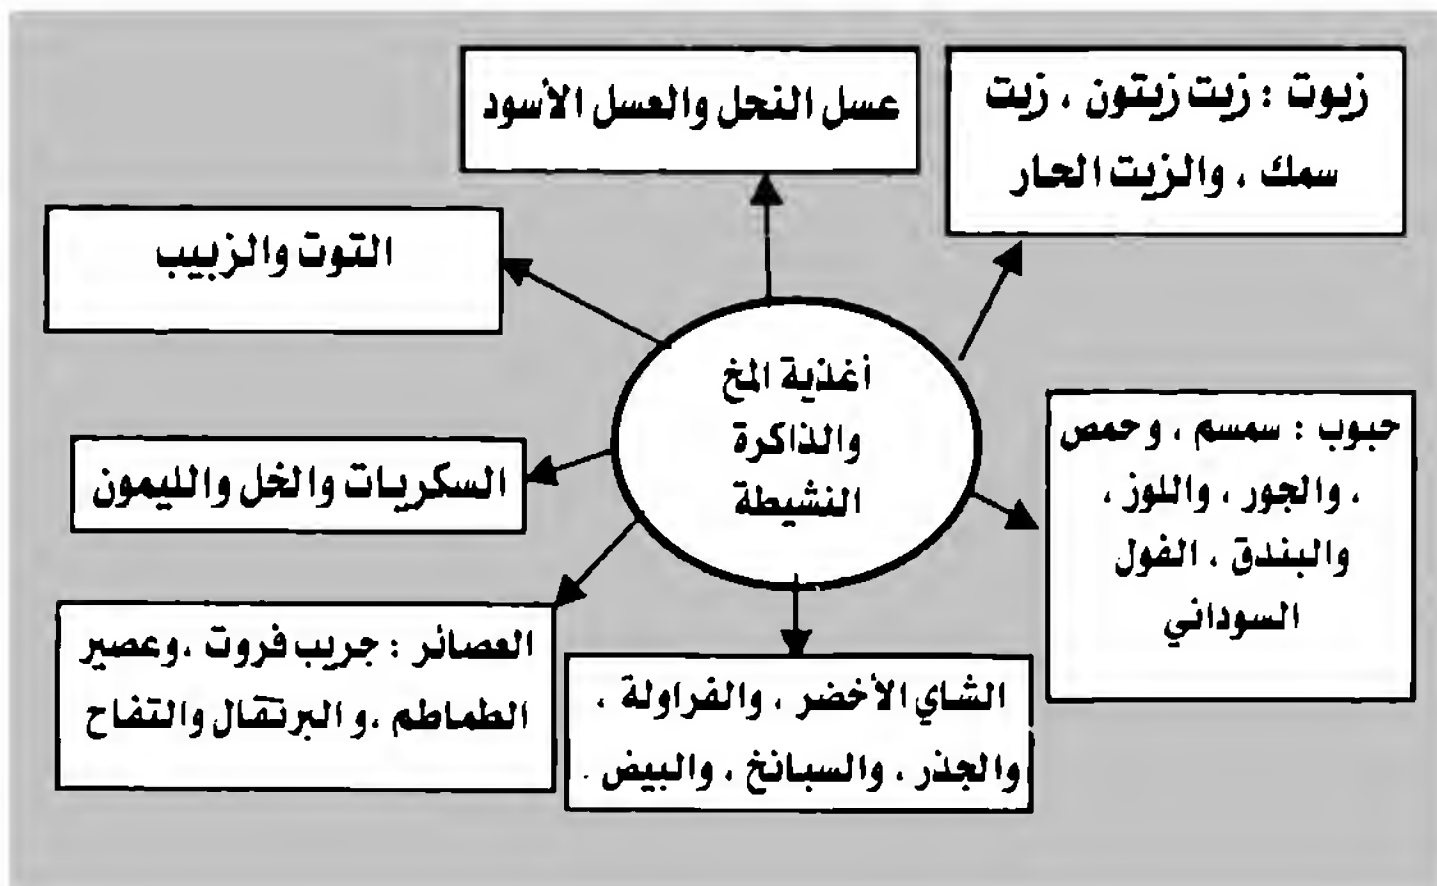 زيوت : زيت زيتون ، زيت
سمك ، والزيت الحار
عسل النحل والعسل الأسود
التوت والزبيب
أغذية المخ
والذاكرة
النشيطة
حبوب : سمسم ، وحمص
، والجور ، واللوز ،
والبندق ، الفول
السوداني
السكريات والخل والليمون
العصائر : جريب فروت ،وعصير
الطماطم ،و البرتقال والتفاح
الشاي الأخضر ، والفراولة ،
والجذر ، والسبانخ ، والبيض .